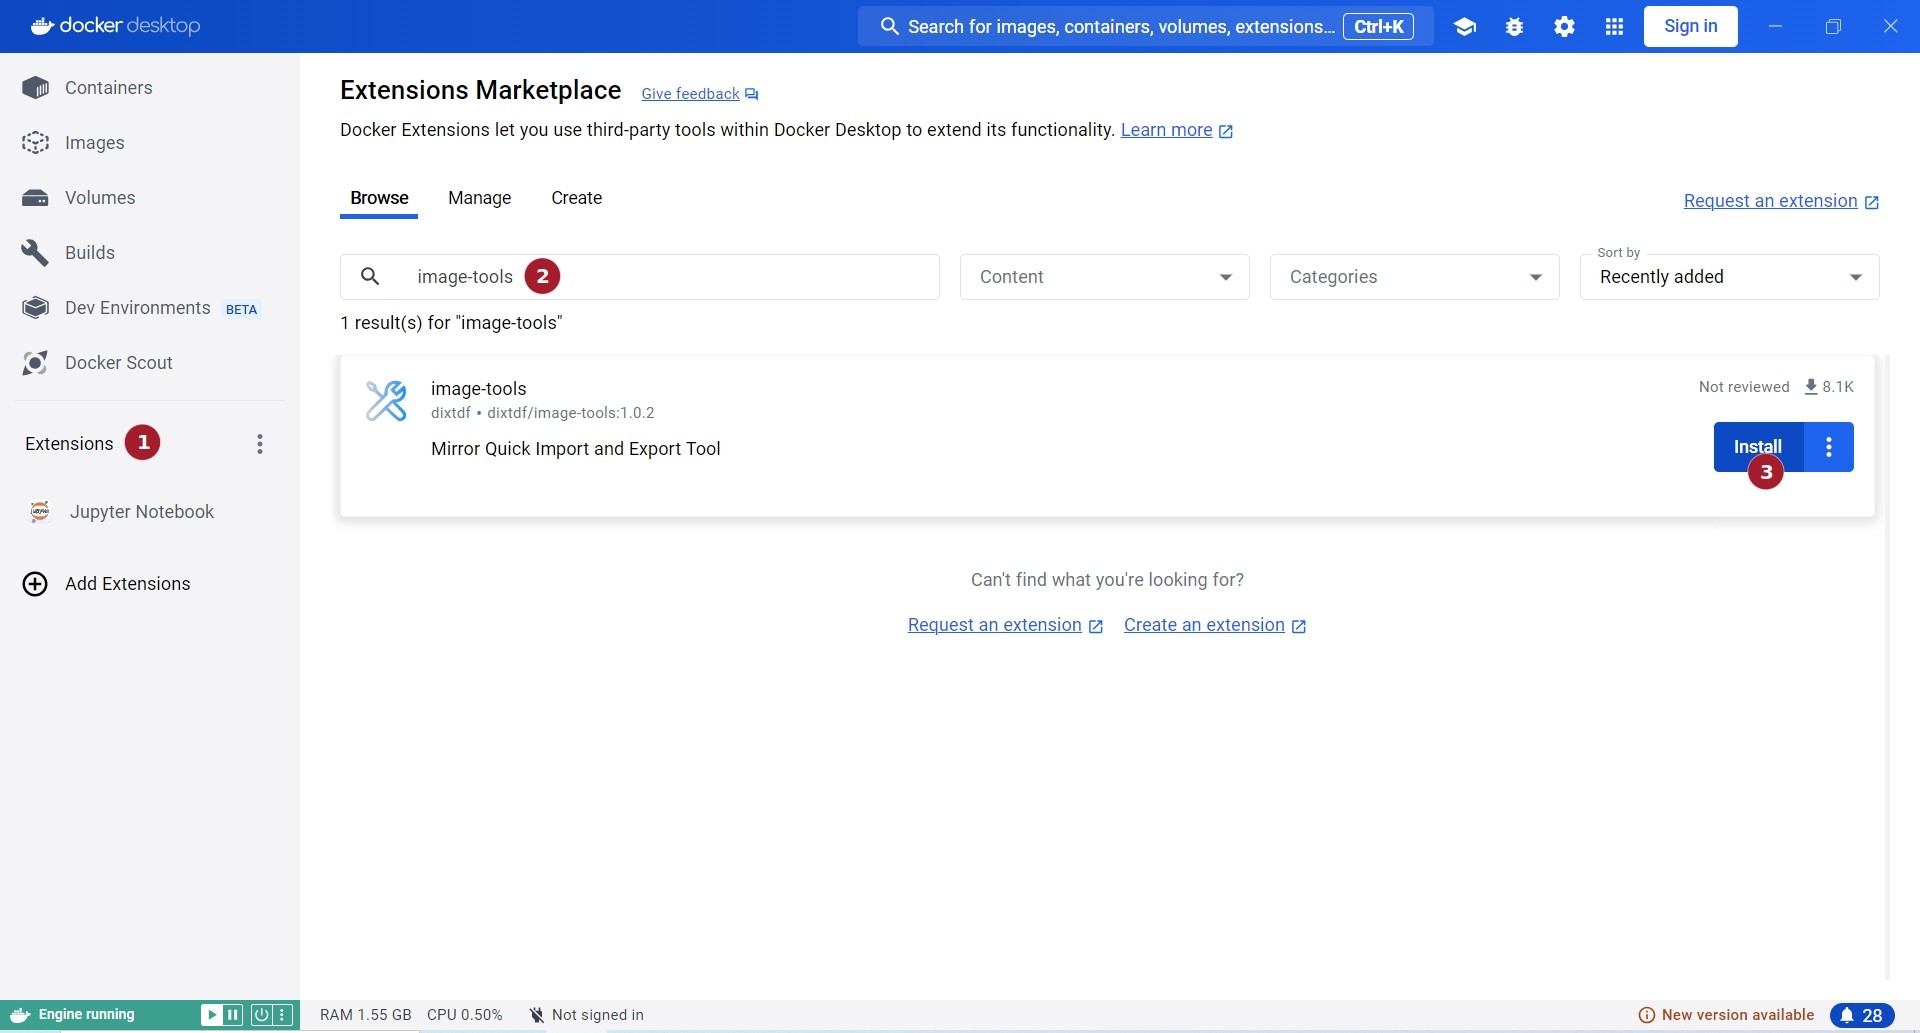 docker desktop
Search for images, containers, volumes, extensions... Ctrl+K
Sign in
Containers
Images
Volumes
Builds
Dev Environments BETA
Docker Scout
Extensions 1
Jupyter Notebook
Add Extensions
Extensions Marketplace Give feedback
Docker Extensions let you use third-party tools within Docker Desktop to extend its functionality. Learn more
Browse Manage Create
Request an extension
image-tools 2
Content
Categories
Sort by
Recently added
1 result(s) for "image-tools"
image-tools
dixtdf • dixtdf/image-tools:1.0.2
Mirror Quick Import and Export Tool
Not reviewed 8.1K
Install
3
Can't find what you're looking for?
Request an extension Create an extension
Engine running
RAM 1.55 GB CPU 0.50% Not signed in
New version available 28